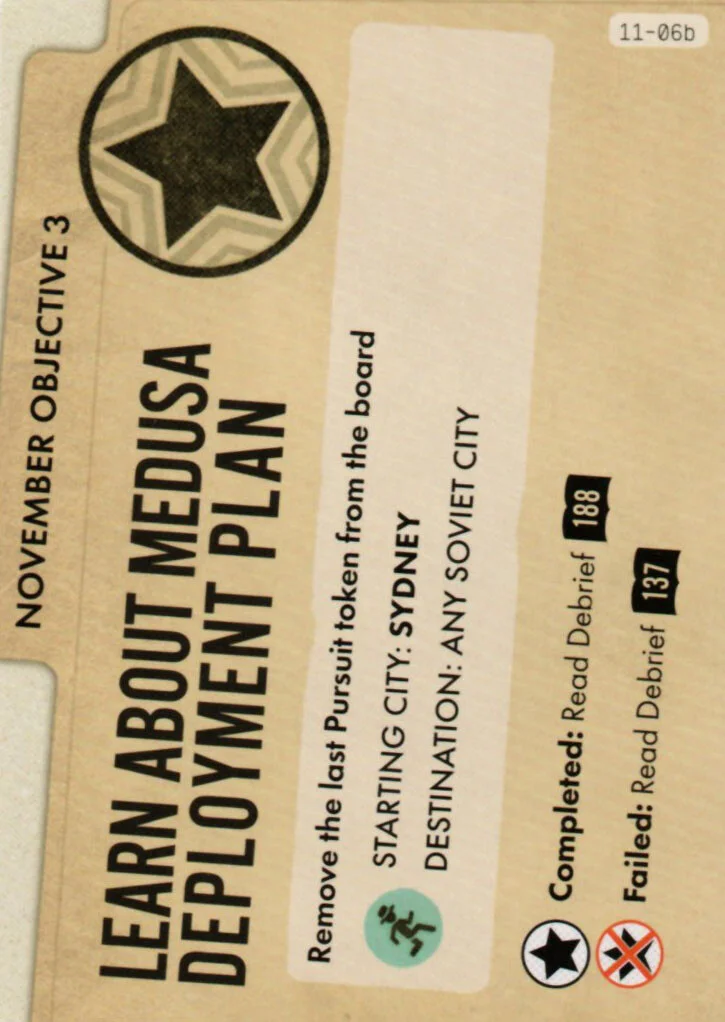 11-06b
NOVEMBER OBJECTIVE 3
LEARN ABOUT MEDUSA
DEPLOYMENT PLAN
Remove the last Pursuit token from the board
STARTING CITY: SYDNEY
DESTINATION: ANY SOVIET CITY
Completed: Read Debrief 188
Failed: Read Debrief 137